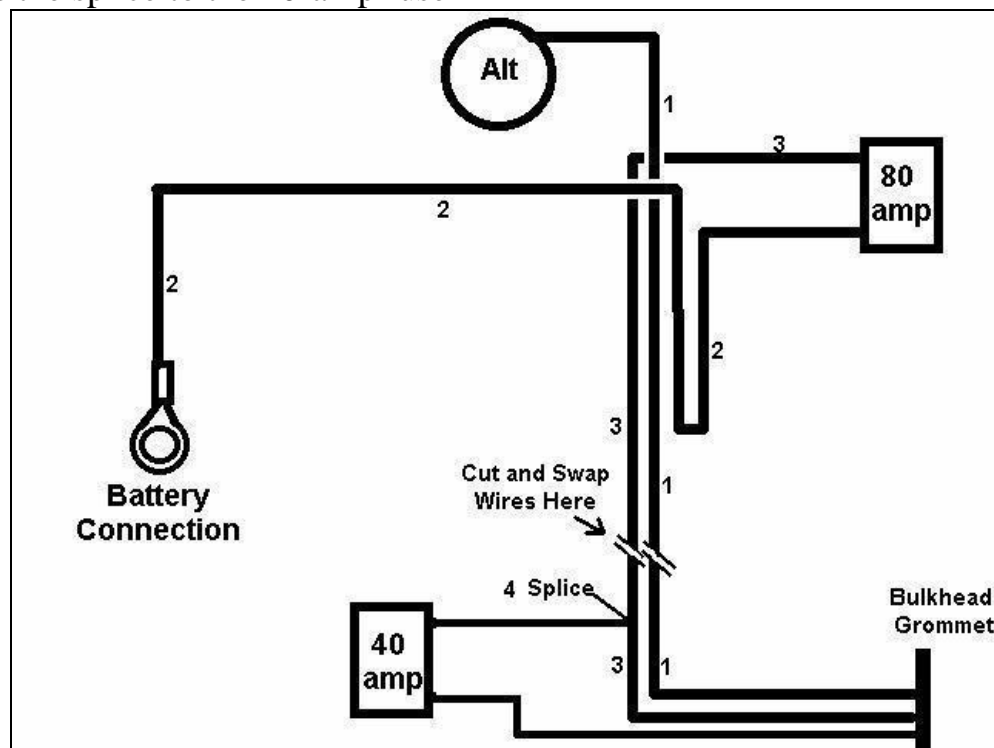 Alt
1
3
80
amp
2
2
2
3
Cut and Swap
Wires Here
1
Battery
Connection
4 Splice
Bulkhead
Grommet
40
amp
3
1